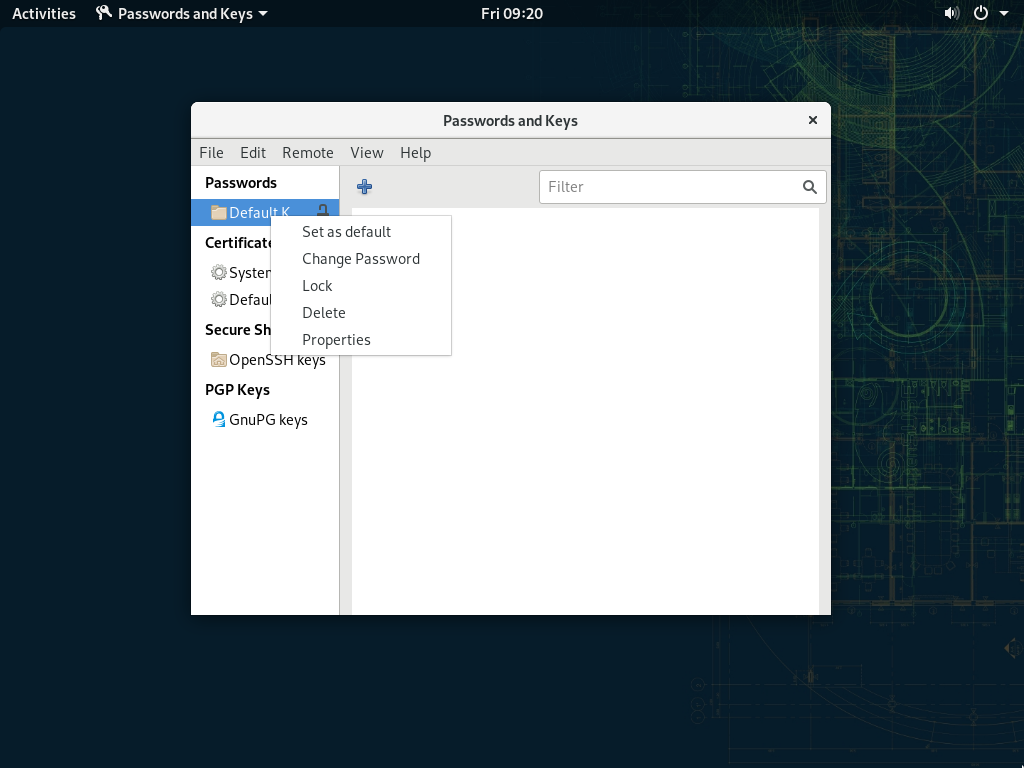 Activities
Passwords and Keys
Fri 09:20
Passwords and Keys
File Edit Remote View Help
Passwords
Filter
Default K
Set as default
Certificate
Change Password
System
Lock
Defaul
Delete
Secure Sh
Properties
OpenSSH keys
PGP Keys
GnuPG keys